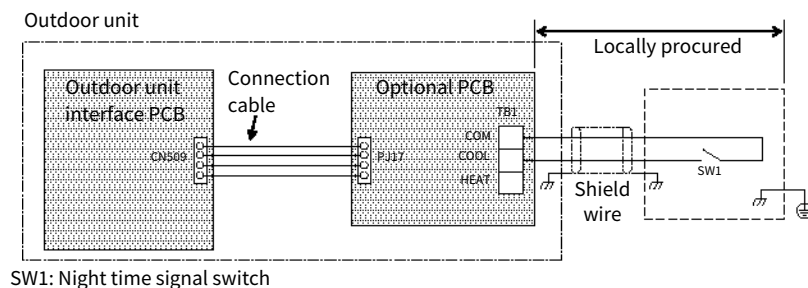 Outdoor unit
Locally procured
Outdoor unit
interface PCB
Connection
cable
Optional PCB
TB1
COM
CN509
PJ17
COOL
HEAT
SW1
Shield
wire
SW1: Night time signal switch